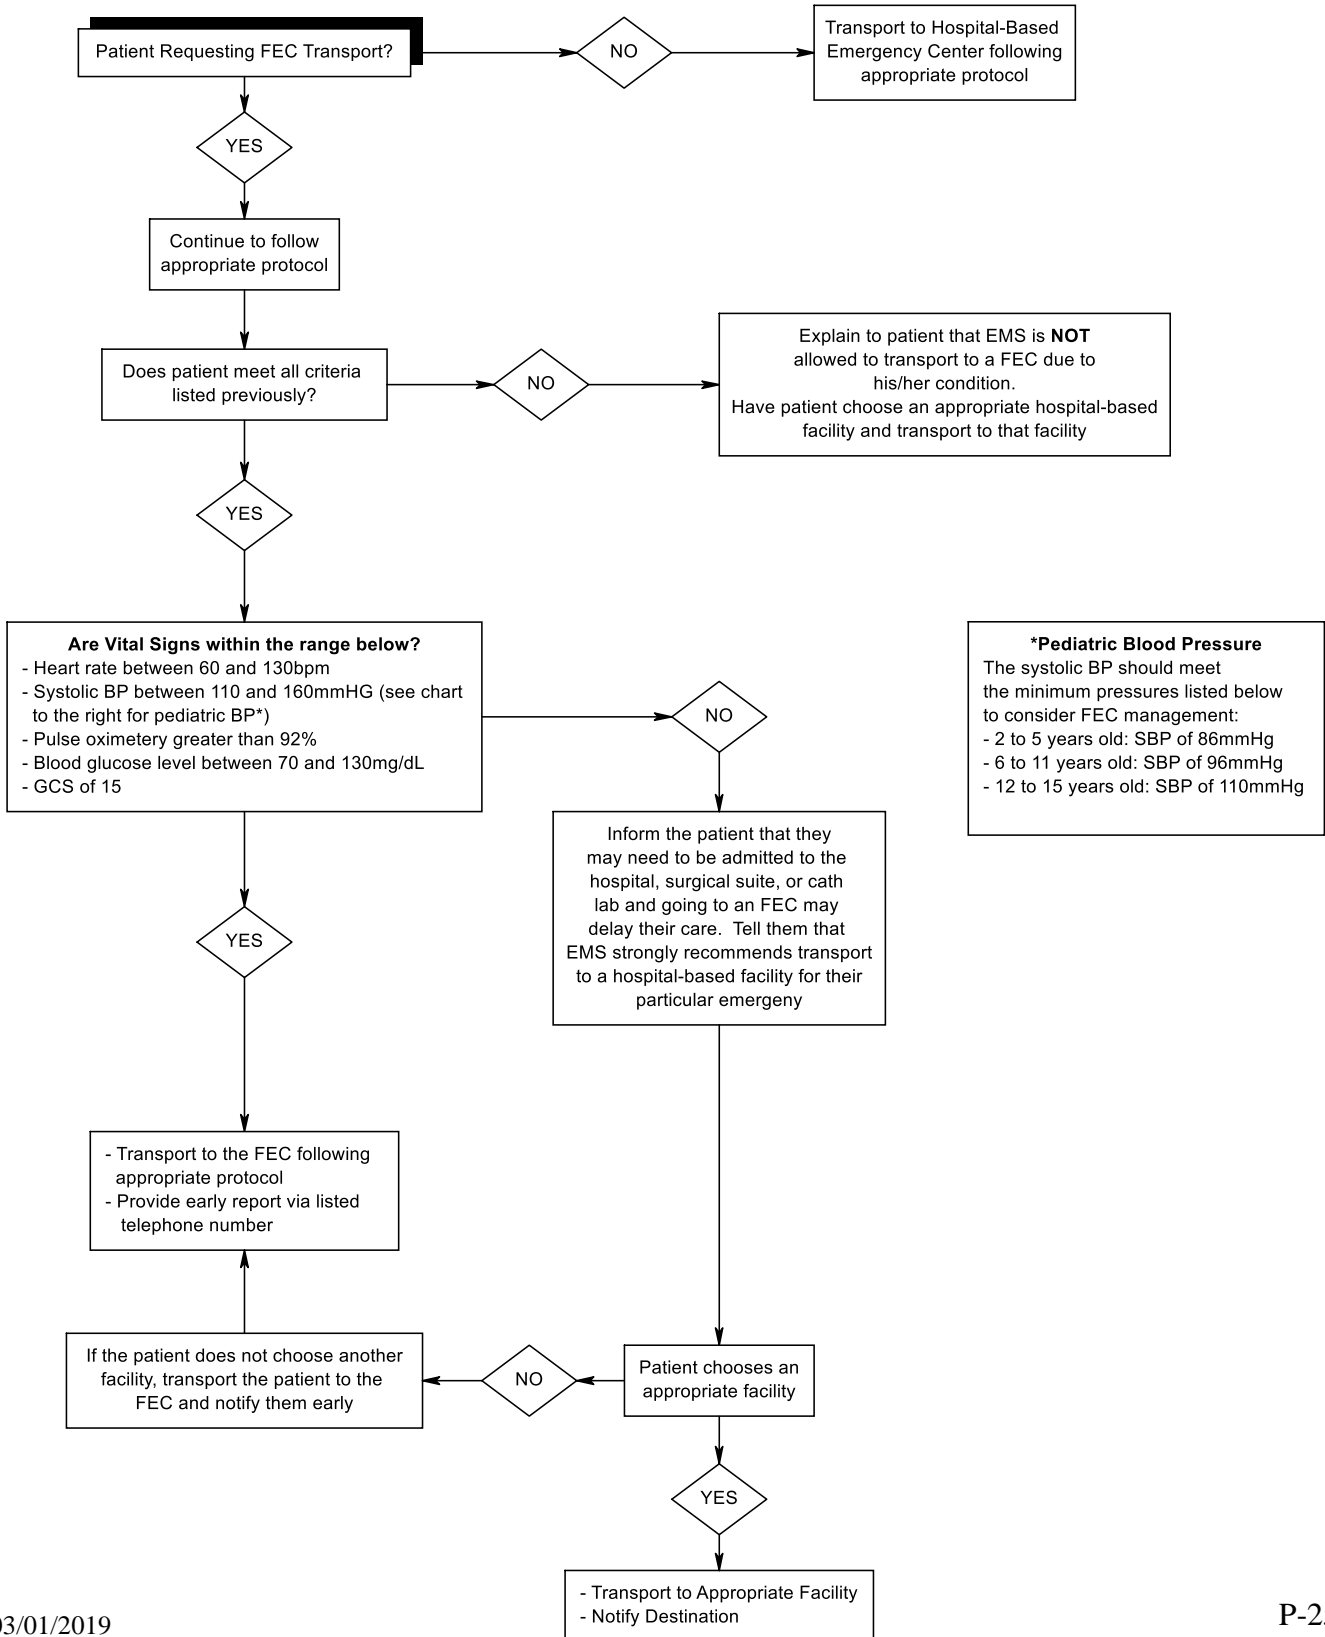 Patient Requesting FEC Transport?
NO
Transport to Hospital-Based
Emergency Center following
appropriate protocol
YES
Continue to follow
appropriate protocol
Does patient meet all criteria
listed previously?
NO
Explain to patient that EMS is NOT
allowed to transport to a FEC due to
his/her condition.
Have patient choose an appropriate hospital-based
facility and transport to that facility
YES
Are Vital Signs within the range below?
- Heart rate between 60 and 130bpm
- Systolic BP between 110 and 160mmHG (see chart
to the right for pediatric BP*)
- Pulse oximetery greater than 92%
- Blood glucose level between 70 and 130mg/dL
- GCS of 15
NO
*Pediatric Blood Pressure
The systolic BP should meet
the minimum pressures listed below
to consider FEC management:
- 2 to 5 years old: SBP of 86mmHg
- 6 to 11 years old: SBP of 96mmHg
- 12 to 15 years old: SBP of 110mmHg
Inform the patient that they
may need to be admitted to the
hospital, surgical suite, or cath
lab and going to an FEC may
delay their care. Tell them that
EMS strongly recommends transport
to a hospital-based facility for their
particular emergeny
YES
- Transport to the FEC following
appropriate protocol
- Provide early report via listed
telephone number
If the patient does not choose another
facility, transport the patient to the
FEC and notify them early
NO
Patient chooses an
appropriate facility
YES
- Transport to Appropriate Facility
- Notify Destination
03/01/2019
P-2